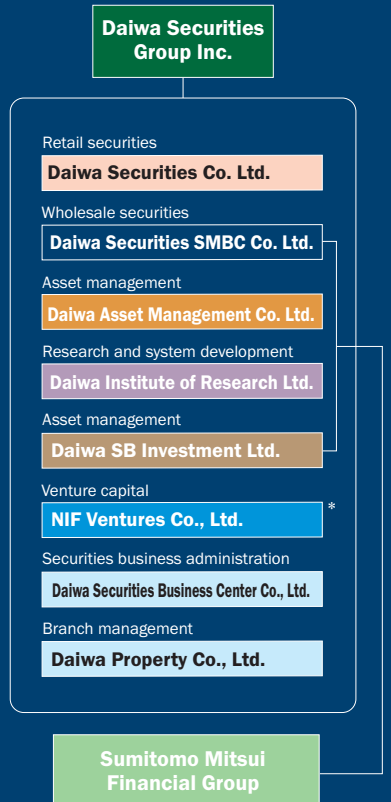 Daiwa Securities
Group Inc.
Retail securities
Daiwa Securities Co. Ltd.
Wholesale securities
Daiwa Securities SMBC Co. Ltd.
Asset management
Daiwa Asset Management Co. Ltd.
Research and system development
Daiwa Institute of Research Ltd.
Asset management
Daiwa SB Investment Ltd.
Venture capital
NIF Ventures Co., Ltd. *
Securities business administration
Daiwa Securities Business Center Co., Ltd.
Branch management
Daiwa Property Co., Ltd.
Sumitomo Mitsui
Financial Group